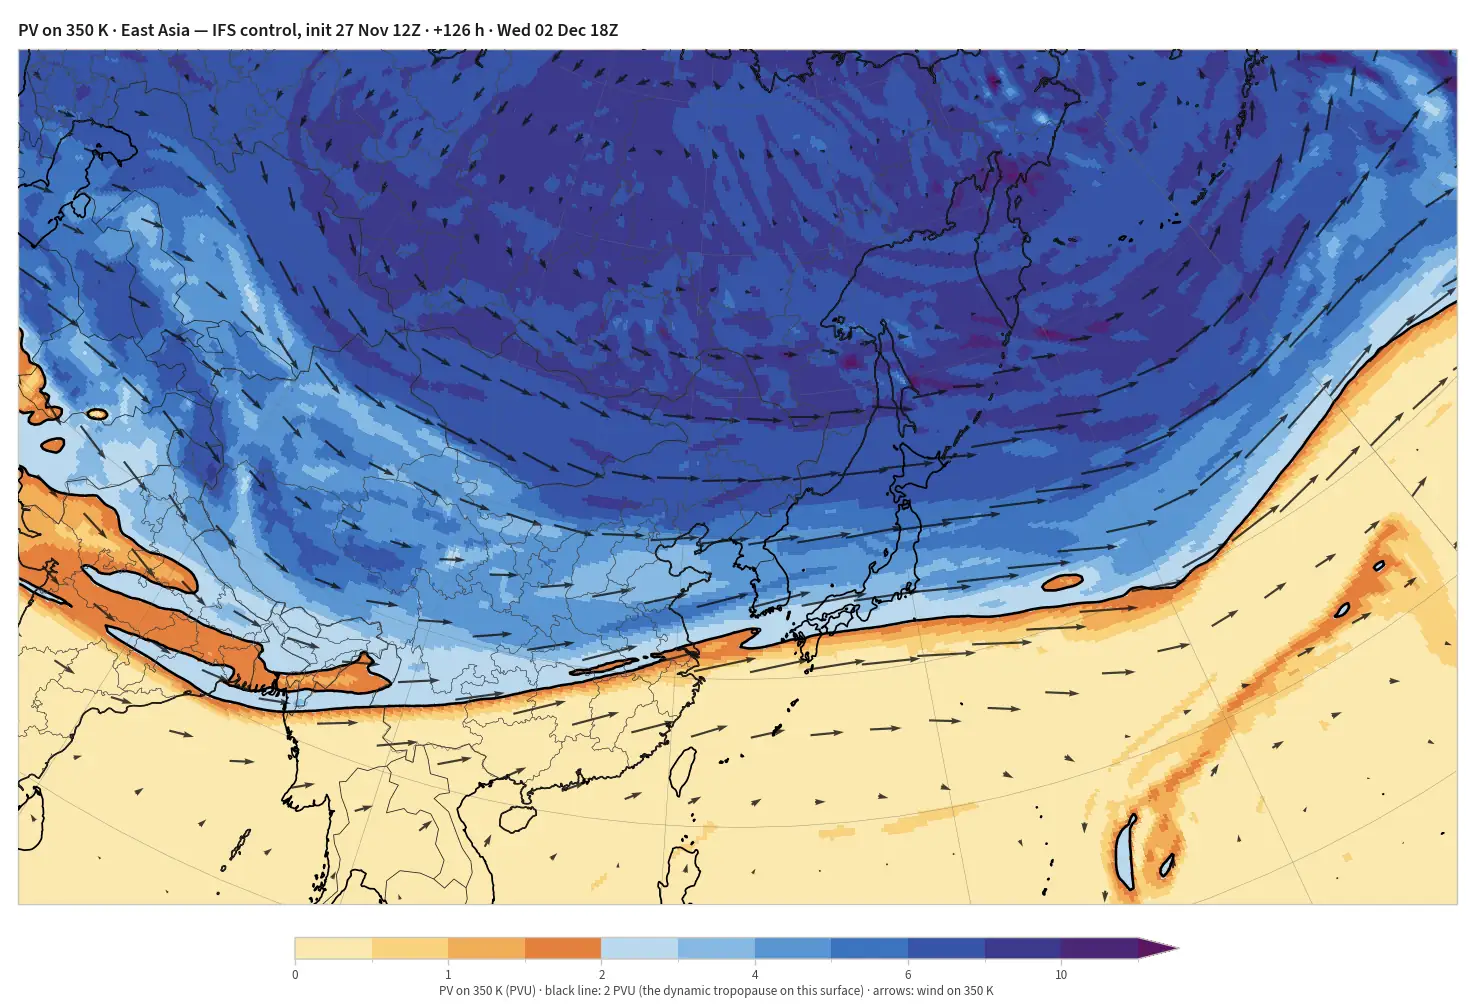 PV on 350 K · East Asia — IFS control, init 27 Nov 12Z · +126 h · Wed 02 Dec 18Z
0 1 2 4 6 10
PV on 350 K (PVU) · black line: 2 PVU (the dynamic tropopause on this surface) · arrows: wind on 350 K